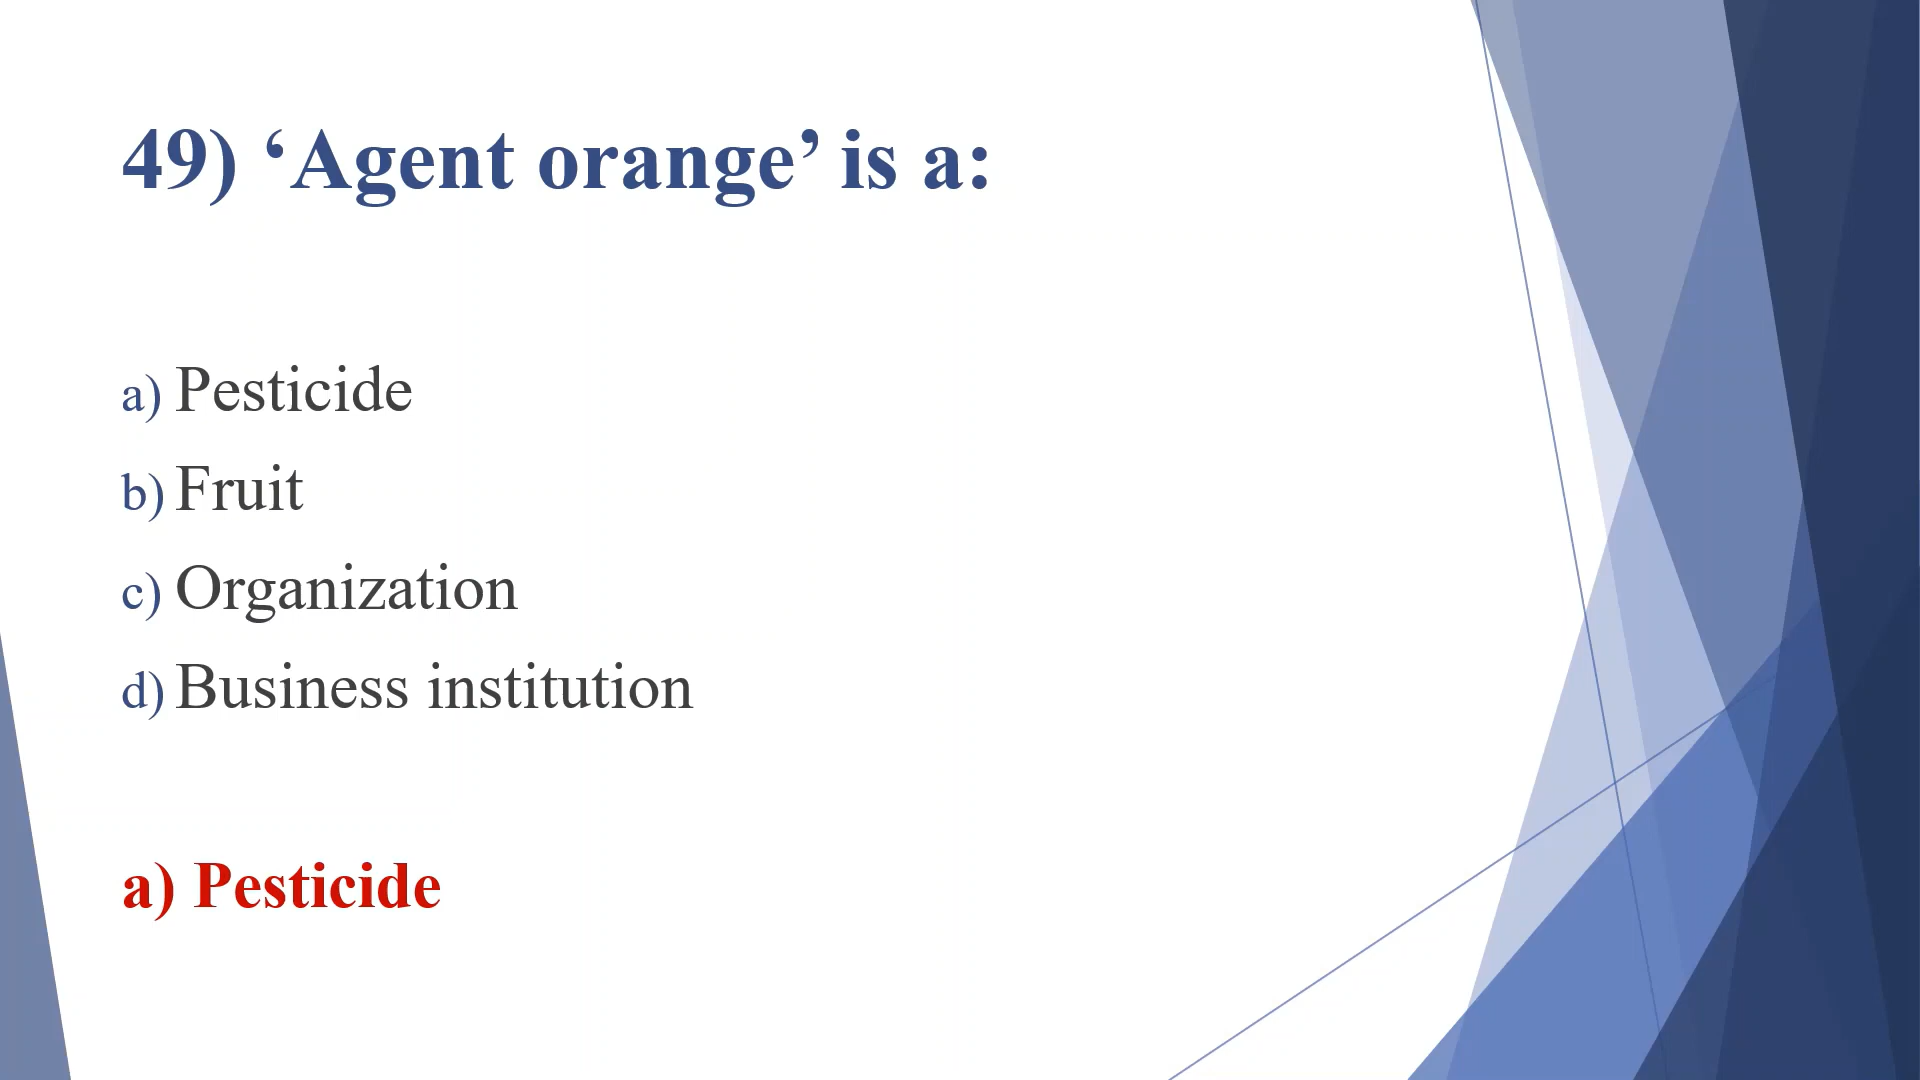 49) ‘Agent orange’ is a:
a) Pesticide
b) Fruit
c) Organization
d) Business institution
a) Pesticide